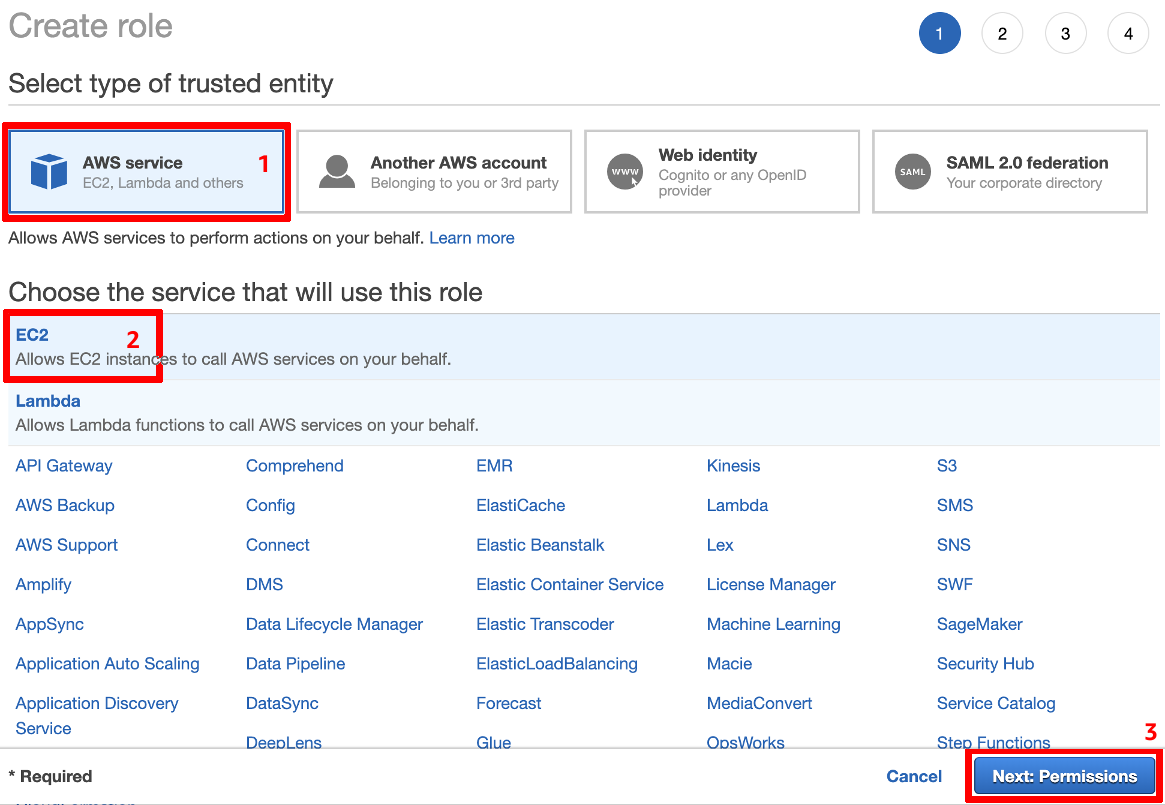 Create role
1 2 3 4
Select type of trusted entity
AWS service
EC2, Lambda and others
1
Another AWS account
Belonging to you or 3rd party
www
Web identity
Cognito or any OpenID
provider
SAML
SAML 2.0 federation
Your corporate directory
Allows AWS services to perform actions on your behalf. Learn more
Choose the service that will use this role
EC2
2
Allows EC2 instances to call AWS services on your behalf.
Lambda
Allows Lambda functions to call AWS services on your behalf.
API Gateway Comprehend EMR Kinesis S3
AWS Backup Config ElastiCache Lambda SMS
AWS Support Connect Elastic Beanstalk Lex SNS
Amplify DMS Elastic Container Service License Manager SWF
AppSync Data Lifecycle Manager Elastic Transcoder Machine Learning SageMaker
Application Auto Scaling Data Pipeline ElasticLoadBalancing Macie Security Hub
Application Discovery DataSync Forecast MediaConvert Service Catalog
Service
DeepLens Glue OpsWorks Step Functions
3
* Required Cancel Next: Permissions